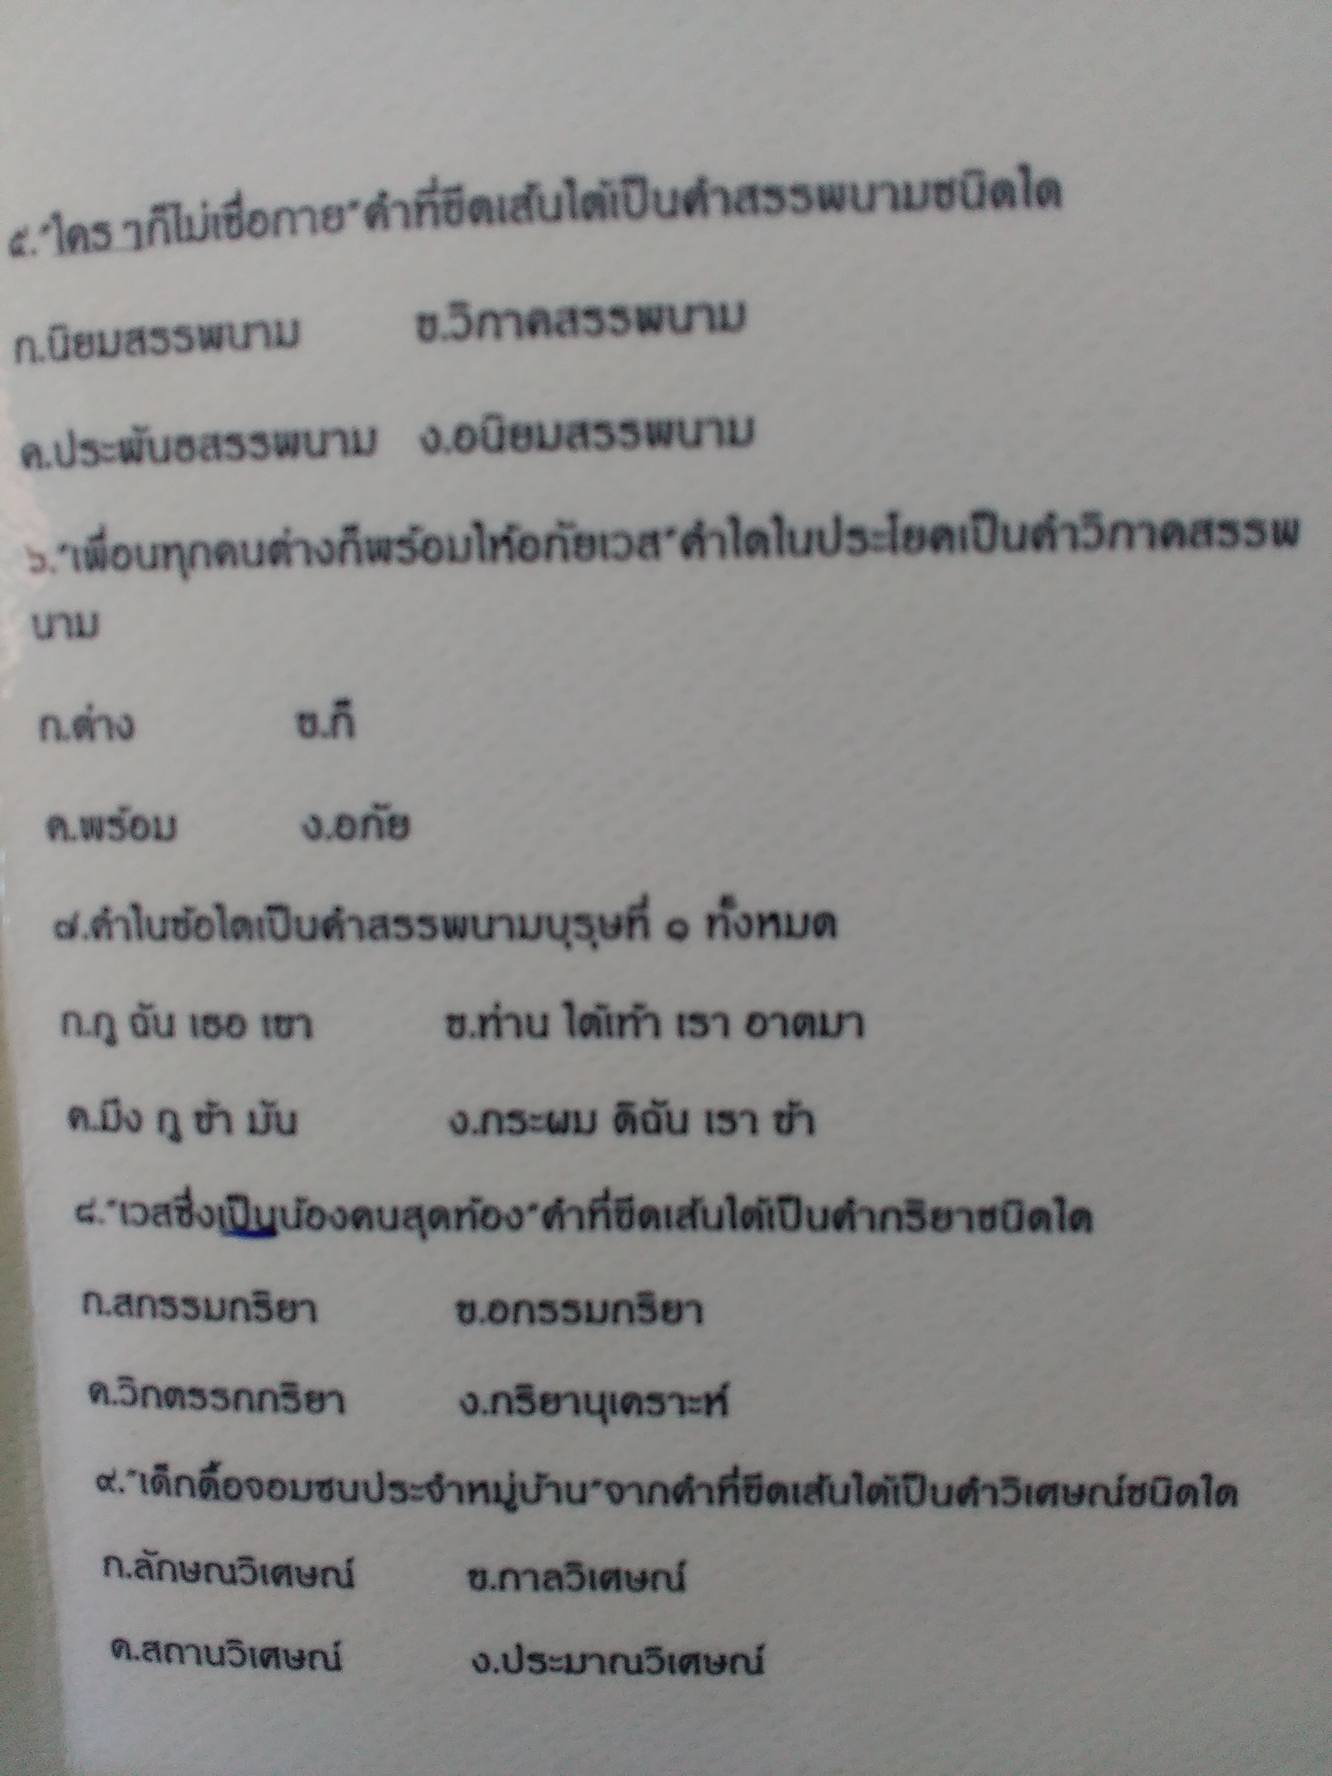 ๕."ใคร ๅก็ไม่เชื่อกาย"คำที่ขีดเส้นใต้เป็นคำสรรพนามชนิดใด
ก.นิยมสรรพนาม ข.วิภาคสรรพนาม
ค.ประพันธสรรพนาม ง.อนิยมสรรพนาม
๖."เพื่อนทุกคนต่างก็พร้อมให้อภัยเวส"คำใดในประโยคเป็นคำวิภาคสรรพ
นาม
ก.ต่าง ข.ก็
ค.พร้อม ง.อภัย
๗.คำในข้อใดเป็นคำสรรพนามบุรุษที่ ๑ ทั้งหมด
ก.กู ฉัน เธอ เขา ข.ท่าน ใต้เท้า เรา อาตมา
ค.มึง กู ข้า มัน ง.กระผม ดิฉัน เรา ข้า
๘."เวสซึ่งเป็นน้องคนสุดท้อง"คำที่ขีดเส้นใต้เป็นคำกริยาชนิดใด
ก.สกรรมกริยา ข.อกรรมกริยา
ค.วิกตรรกกริยา ง.กริยานุเคราะห์
๙."เด็กดื้อจอมซนประจำหมู่บ้าน"จากคำที่ขีดเส้นใต้เป็นคำวิเศษณ์ชนิดใด
ก.ลักษณวิเศษณ์ ข.กาลวิเศษณ์
ค.สถานวิเศษณ์ ง.ประมาณวิเศษณ์